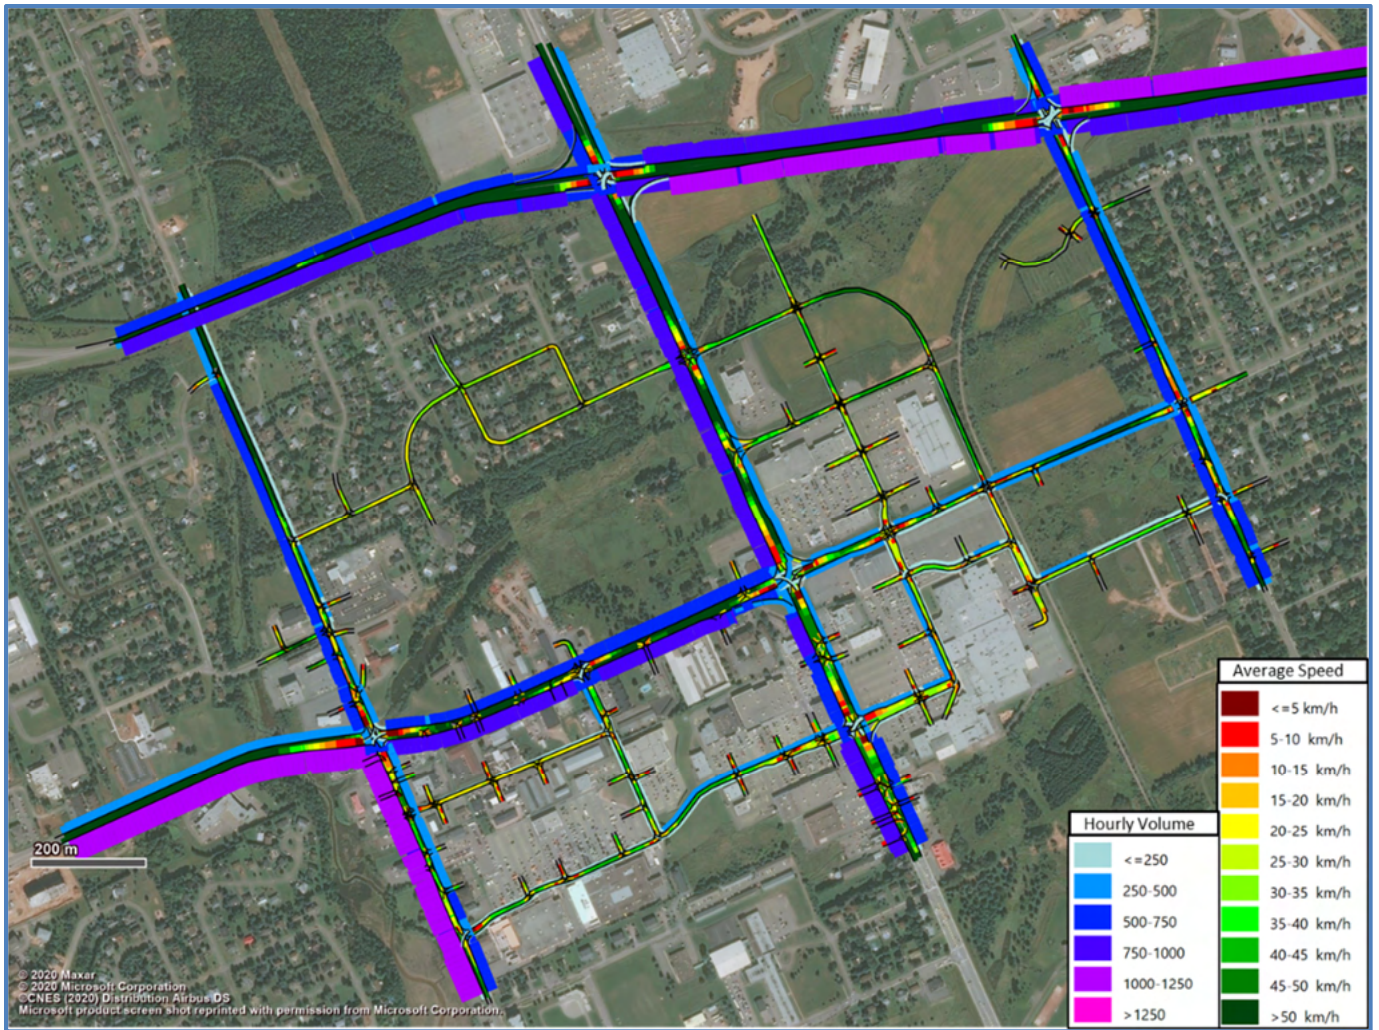 Average Speed
<=5 km/h
5-10 km/h
10-15 km/h
15-20 km/h
20-25 km/h
25-30 km/h
30-35 km/h
35-40 km/h
40-45 km/h
45-50 km/h
>50 km/h
Hourly Volume
<=250
250-500
500-750
750-1000
1000-1250
>1250
200 m
© 2020 Maxar
© 2020 Microsoft Corporation
©CNES (2020) Distribution Airbus DS
Microsoft product screen shot reprinted with permission from Microsoft Corporation.